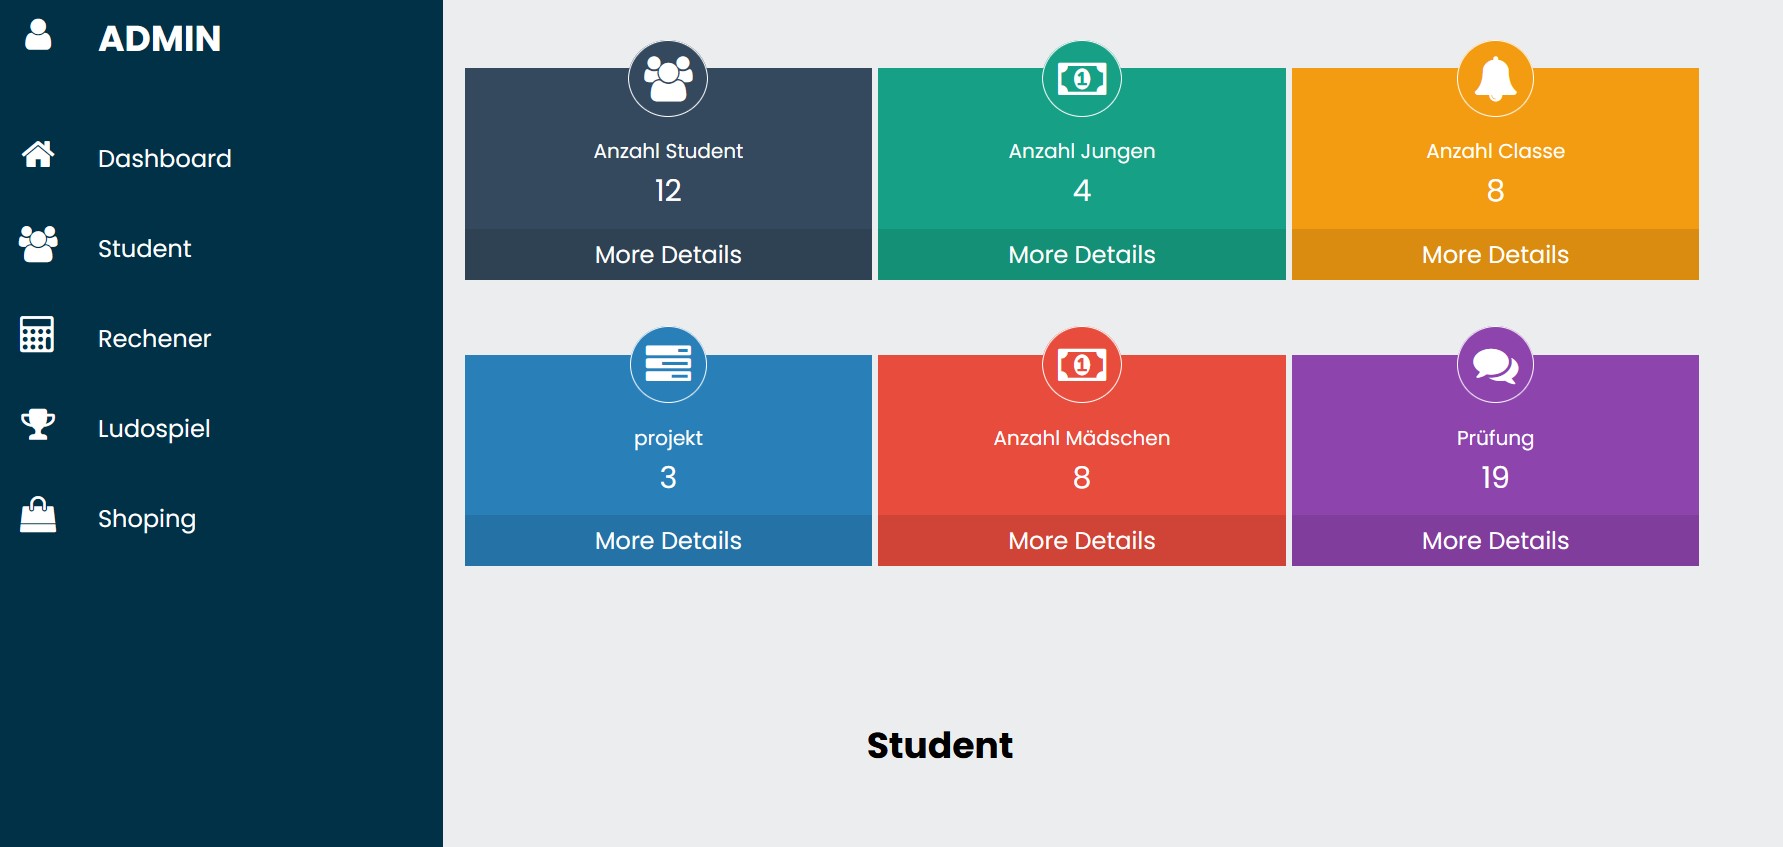 ADMIN
Dashboard
Student
Rechener
Ludospiel
Shoping
Anzahl Student
12
More Details
Anzahl Jungen
4
More Details
Anzahl Classe
8
More Details
projekt
3
More Details
Anzahl Mädschen
8
More Details
Prüfung
19
More Details
Student